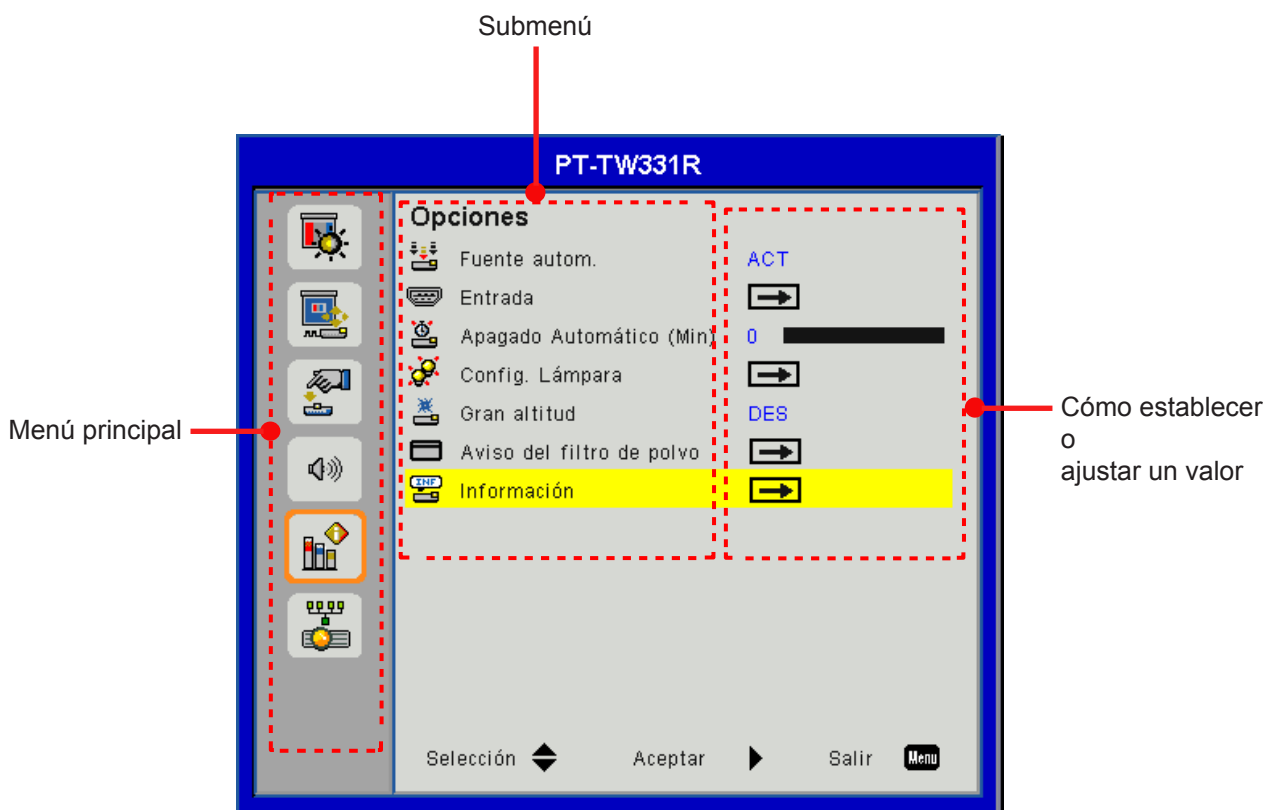 Submenú
PT-TW331R
Opciones
Fuente autom. ACT
Entrada
Apagado Automático (Min) 0
Config. Lámpara
Gran altitud DES
Aviso del filtro de polvo
INF Información
Menú principal
Cómo establecer
o
ajustar un valor
Selección Aceptar Salir Menu